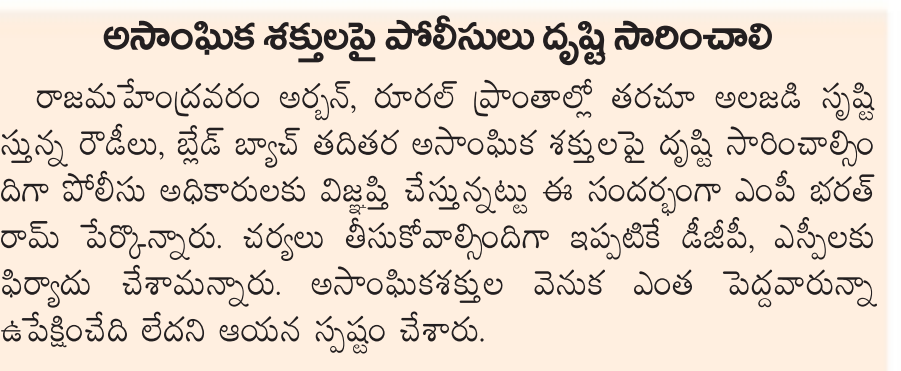 అసాంఘిక శక్తులపై పోలీసులు దృష్టి సారించాలి
రాజమహేంద్రవరం అర్బన్, రూరల్ ప్రాంతాల్లో తరచూ అలజడి సృష్టి
స్తున్న రౌడీలు, బ్లేడ్ బ్యాచ్ తదితర అసాంఘిక శక్తులపై దృష్టి సారించాల్సిం
దిగా పోలీసు అధికారులకు విజ్ఞప్తి చేస్తున్నట్టు ఈ సందర్భంగా ఎంపీ భరత్
రామ్ పేర్కొన్నారు. చర్యలు తీసుకోవాల్సిందిగా ఇప్పటికే డీజీపీ, ఎస్పీలకు
ఫిర్యాదు చేశామన్నారు. అసాంఘికశక్తుల వెనుక ఎంత పెద్దవారున్నా
ఉపేక్షించేది లేదని ఆయన స్పష్టం చేశారు.